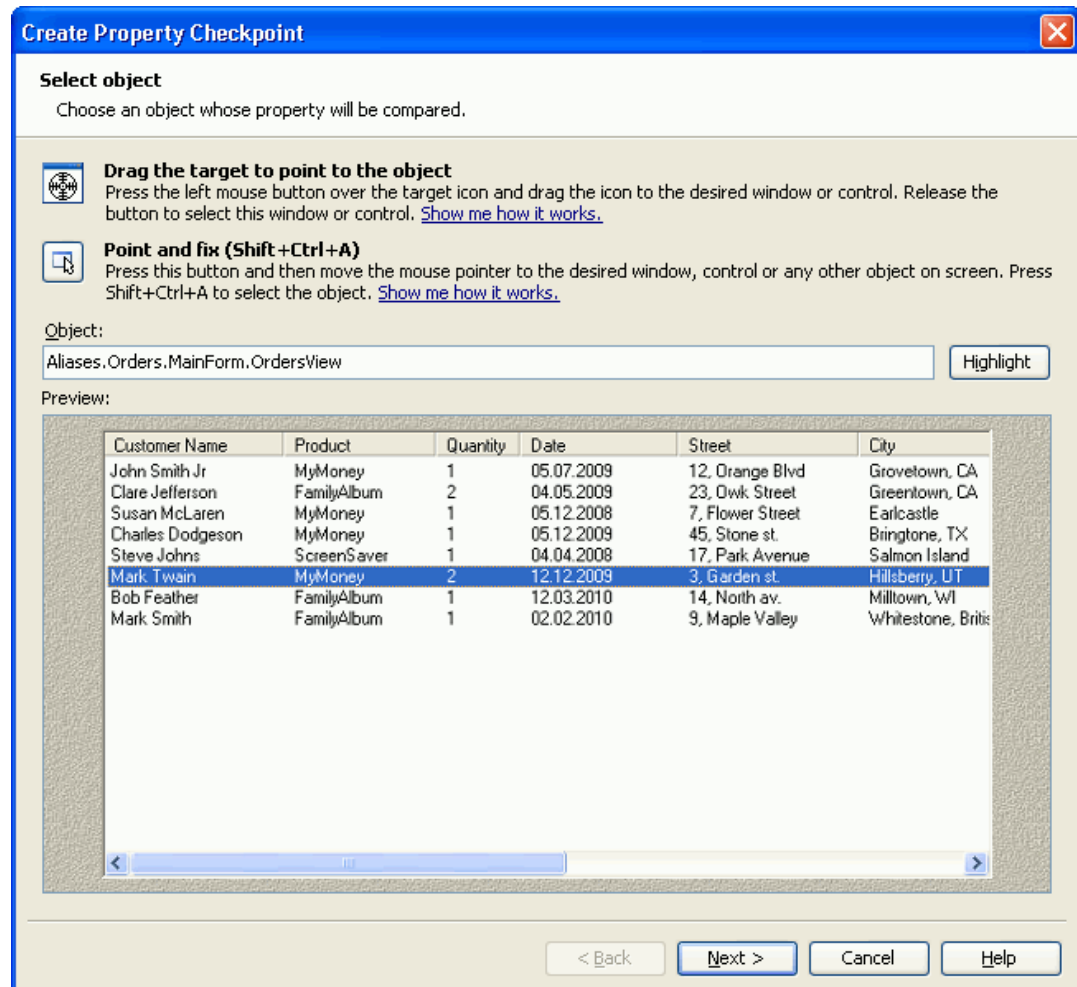 Create Property Checkpoint
Select object
Choose an object whose property will be compared.
Drag the target to point to the object
Press the left mouse button over the target icon and drag the icon to the desired window or control. Release the
button to select this window or control. Show me how it works.
Point and fix (Shift+Ctrl+A)
Press this button and then move the mouse pointer to the desired window, control or any other object on screen. Press
Shift+Ctrl+A to select the object. Show me how it works.
Object:
Aliases.Orders.MainForm.OrdersView Highlight
Preview:
Customer Name Product Quantity Date Street City
John Smith Jr MyMoney 1 05.07.2009 12, Orange Blvd Grovetown, CA
Clare Jefferson FamilyAlbum 2 04.05.2009 23, Owk Street Greentown, CA
Susan McLaren MyMoney 1 05.12.2008 7, Flower Street Earlcastle
Charles Dodgeson MyMoney 1 05.12.2009 45, Stone st. Bringtone, TX
Steve Johns ScreenSaver 1 04.04.2008 17, Park Avenue Salmon Island
Mark Twain MyMoney 2 12.12.2009 3, Garden st. Hillsberry, UT
Bob Feather FamilyAlbum 1 12.03.2010 14, North av. Milltown, WI
Mark Smith FamilyAlbum 1 02.02.2010 9, Maple Valley Whitestone, Britis
< Back Next > Cancel Help